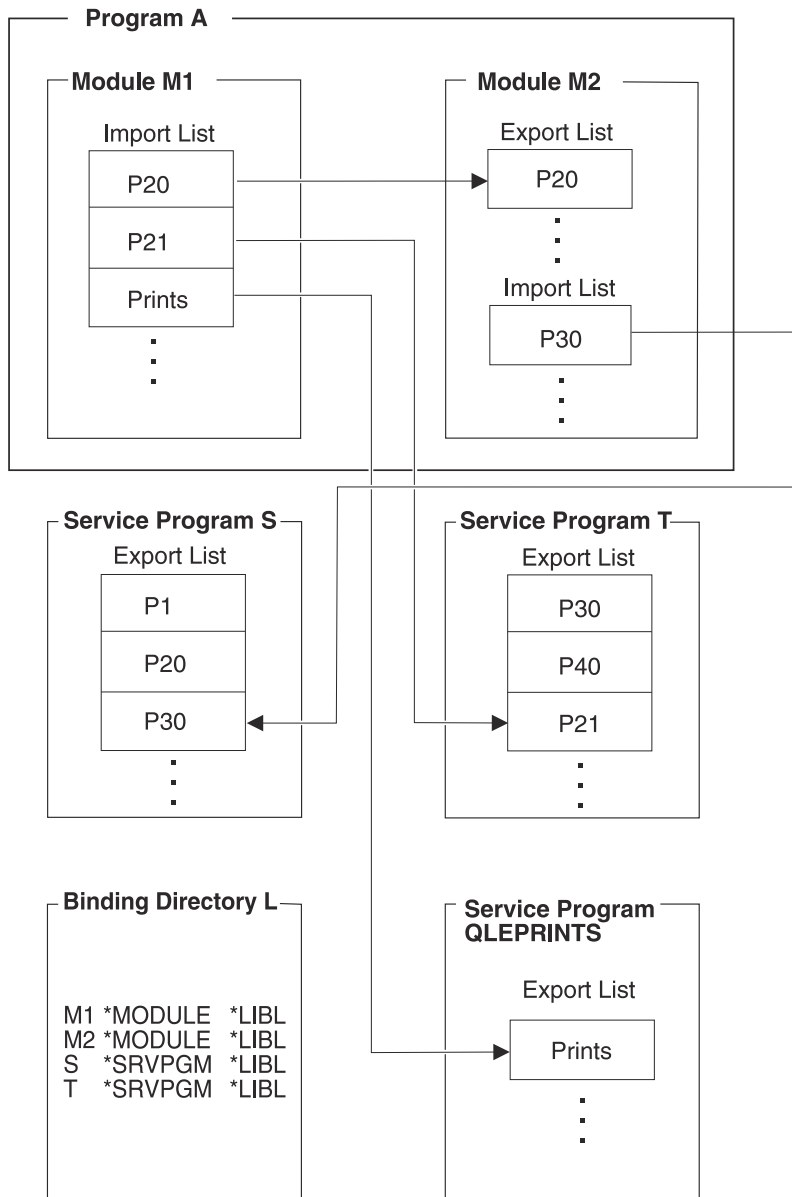 Program A
Module M1
Import List
P20
P21
Prints
Module M2
Export List
P20
Import List
P30
Service Program S
Export List
P1
P20
P30
Service Program T
Export List
P30
P40
P21
Binding Directory L
M1 *MODULE *LIBL
M2 *MODULE *LIBL
S *SRVPGM *LIBL
T *SRVPGM *LIBL
Service Program
QLEPRINTS
Export List
Prints